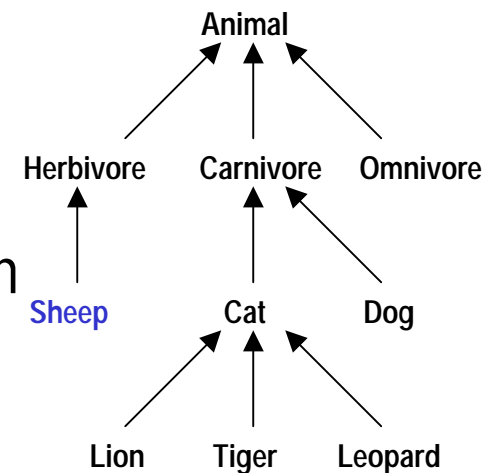 Animal
Herbivore Carnivore Omnivore
n
Sheep Cat Dog
Lion Tiger Leopard